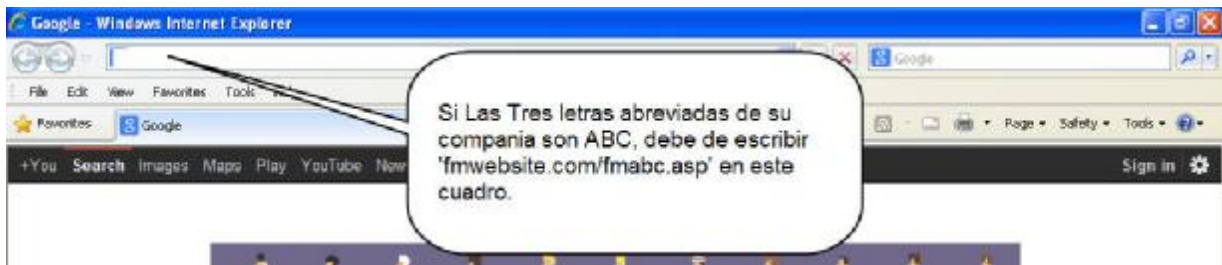 Google - Windows Internet Explorer
Google
File Edit View Favorites Tools
Favorites Google Page Safety Tools
+You Search Images Maps Play YouTube New Sign in
Si Las Tres letras abreviadas de su
compania son ABC, debe de escribir
'fmwebsite.com/fmabc.asp' en este
cuadro.